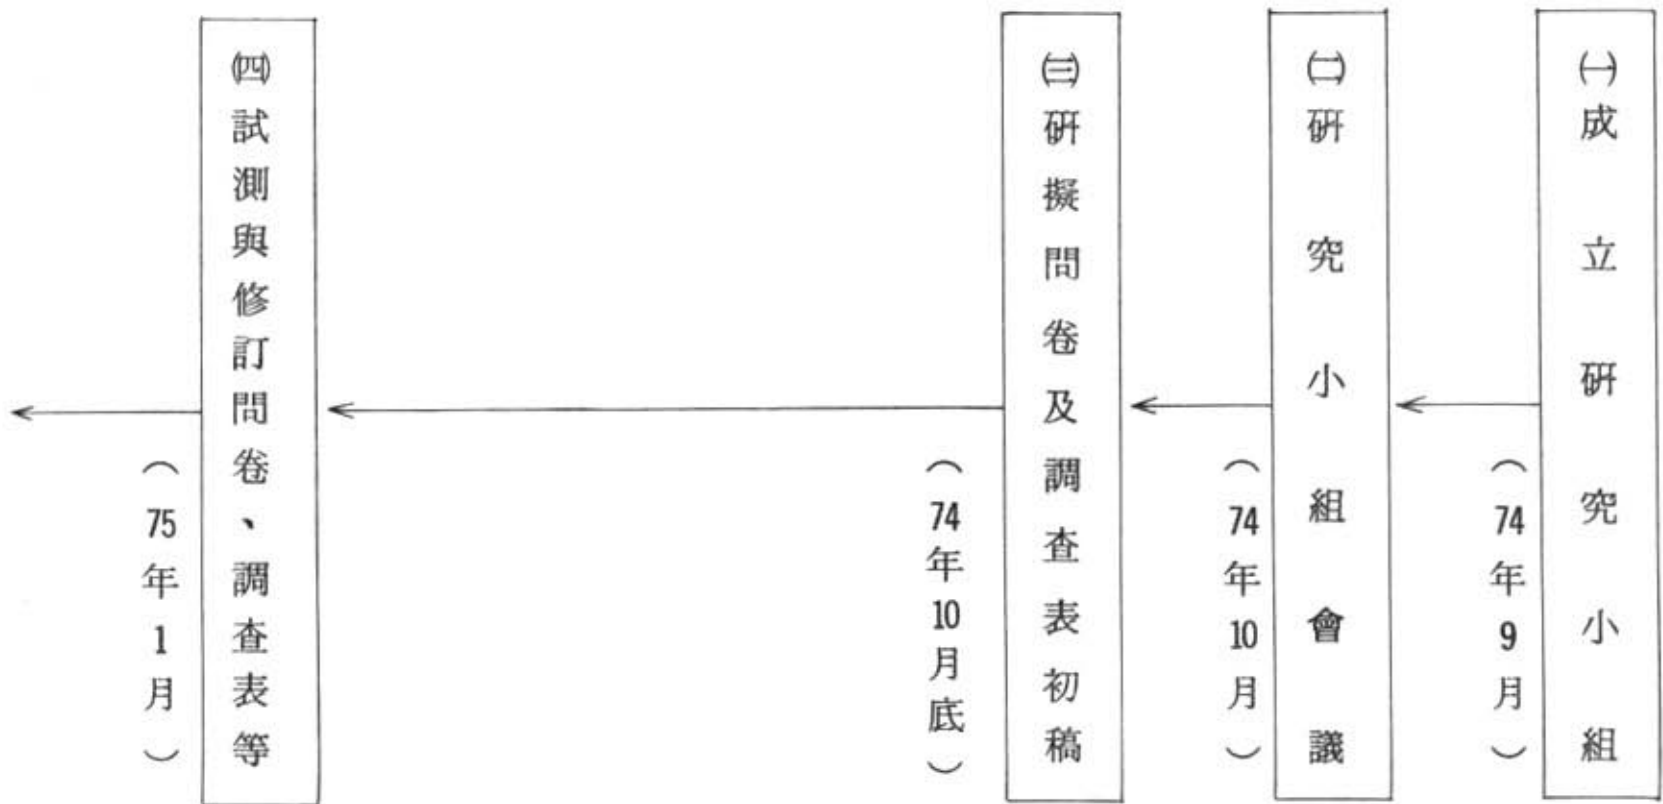 ㈠成立研究小組
（74年9月）
㈡研究小組會議
（74年10月）
㈢研擬問卷及調查表初稿
（74年10月底）
㈣試測與修訂問卷、調查表等
（75年1月）